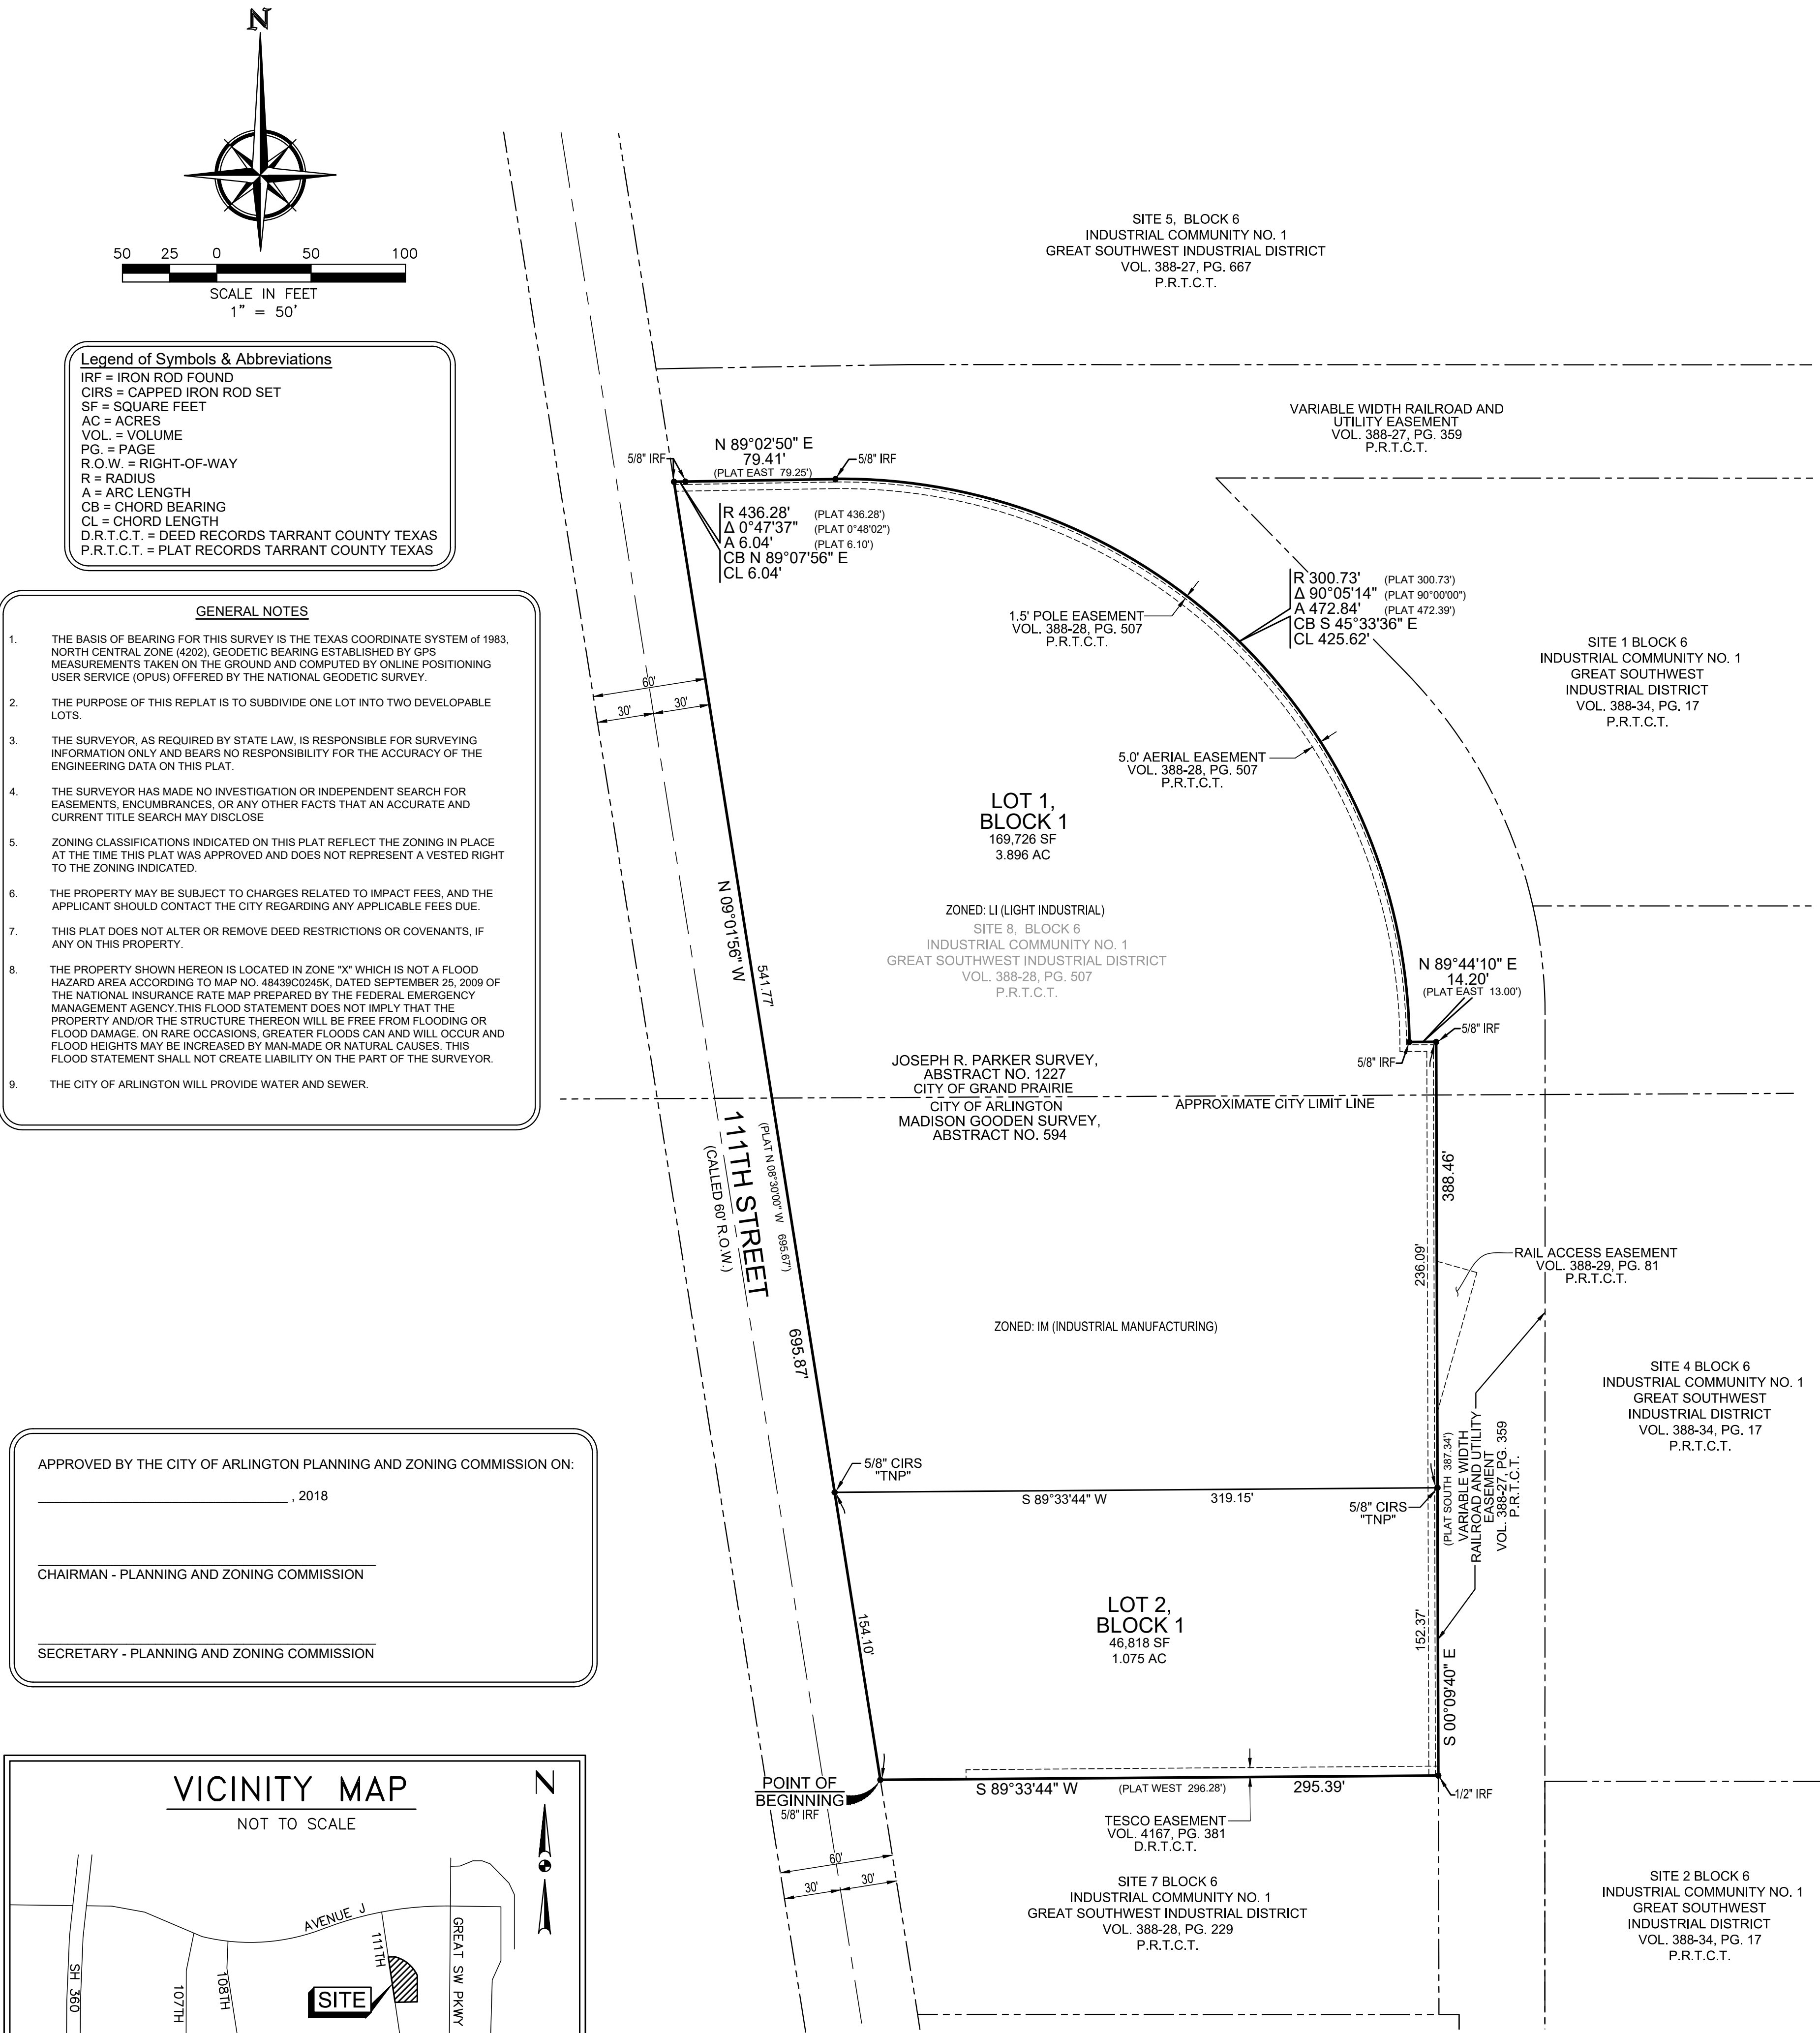 N
50 25 0 50 100
SCALE IN FEET
1" = 50'
Legend of Symbols & Abbreviations
IRF = IRON ROD FOUND
CIRS = CAPPED IRON ROD SET
SF = SQUARE FEET
AC = ACRES
VOL. = VOLUME
PG. = PAGE
R.O.W. = RIGHT-OF-WAY
R = RADIUS
A = ARC LENGTH
CB = CHORD BEARING
CL = CHORD LENGTH
D.R.T.C.T. = DEED RECORDS TARRANT COUNTY TEXAS
P.R.T.C.T. = PLAT RECORDS TARRANT COUNTY TEXAS
GENERAL NOTES
1. THE BASIS OF BEARING FOR THIS SURVEY IS THE TEXAS COORDINATE SYSTEM of 1983,
NORTH CENTRAL ZONE (4202), GEODETIC BEARING ESTABLISHED BY GPS
MEASUREMENTS TAKEN ON THE GROUND AND COMPUTED BY ONLINE POSITIONING
USER SERVICE (OPUS) OFFERED BY THE NATIONAL GEODETIC SURVEY.
2. THE PURPOSE OF THIS REPLAT IS TO SUBDIVIDE ONE LOT INTO TWO DEVELOPABLE
LOTS.
3. THE SURVEYOR, AS REQUIRED BY STATE LAW, IS RESPONSIBLE FOR SURVEYING
INFORMATION ONLY AND BEARS NO RESPONSIBILITY FOR THE ACCURACY OF THE
ENGINEERING DATA ON THIS PLAT.
4. THE SURVEYOR HAS MADE NO INVESTIGATION OR INDEPENDENT SEARCH FOR
EASEMENTS, ENCUMBRANCES, OR ANY OTHER FACTS THAT AN ACCURATE AND
CURRENT TITLE SEARCH MAY DISCLOSE
5. ZONING CLASSIFICATIONS INDICATED ON THIS PLAT REFLECT THE ZONING IN PLACE
AT THE TIME THIS PLAT WAS APPROVED AND DOES NOT REPRESENT A VESTED RIGHT
TO THE ZONING INDICATED.
6. THE PROPERTY MAY BE SUBJECT TO CHARGES RELATED TO IMPACT FEES, AND THE
APPLICANT SHOULD CONTACT THE CITY REGARDING ANY APPLICABLE FEES DUE.
7. THIS PLAT DOES NOT ALTER OR REMOVE DEED RESTRICTIONS OR COVENANTS, IF
ANY ON THIS PROPERTY.
8. THE PROPERTY SHOWN HEREON IS LOCATED IN ZONE "X" WHICH IS NOT A FLOOD
HAZARD AREA ACCORDING TO MAP NO. 48439C0245K, DATED SEPTEMBER 25, 2009 OF
THE NATIONAL INSURANCE RATE MAP PREPARED BY THE FEDERAL EMERGENCY
MANAGEMENT AGENCY.THIS FLOOD STATEMENT DOES NOT IMPLY THAT THE
PROPERTY AND/OR THE STRUCTURE THEREON WILL BE FREE FROM FLOODING OR
FLOOD DAMAGE. ON RARE OCCASIONS, GREATER FLOODS CAN AND WILL OCCUR AND
FLOOD HEIGHTS MAY BE INCREASED BY MAN-MADE OR NATURAL CAUSES. THIS
FLOOD STATEMENT SHALL NOT CREATE LIABILITY ON THE PART OF THE SURVEYOR.
9. THE CITY OF ARLINGTON WILL PROVIDE WATER AND SEWER.
APPROVED BY THE CITY OF ARLINGTON PLANNING AND ZONING COMMISSION ON:
, 2018
CHAIRMAN - PLANNING AND ZONING COMMISSION
SECRETARY - PLANNING AND ZONING COMMISSION
VICINITY MAP
NOT TO SCALE
N
AVENUE J
SH 360
107TH
108TH
111TH
GREAT SW PKWY
SITE
SITE 5, BLOCK 6
INDUSTRIAL COMMUNITY NO. 1
GREAT SOUTHWEST INDUSTRIAL DISTRICT
VOL. 388-27, PG. 667
P.R.T.C.T.
VARIABLE WIDTH RAILROAD AND
UTILITY EASEMENT
VOL. 388-27, PG. 359
P.R.T.C.T.
N 89°02'50" E
79.41'
(PLAT EAST 79.25')
5/8" IRF
5/8" IRF
R 436.28' (PLAT 436.28')
Δ 0°47'37" (PLAT 0°48'02")
A 6.04' (PLAT 6.10')
CB N 89°07'56" E
CL 6.04'
R 300.73' (PLAT 300.73')
Δ 90°05'14" (PLAT 90°00'00")
A 472.84' (PLAT 472.39')
CB S 45°33'36" E
CL 425.62'
1.5' POLE EASEMENT
VOL. 388-28, PG. 507
P.R.T.C.T.
SITE 1 BLOCK 6
INDUSTRIAL COMMUNITY NO. 1
GREAT SOUTHWEST
INDUSTRIAL DISTRICT
VOL. 388-34, PG. 17
P.R.T.C.T.
60'
30' 30'
5.0' AERIAL EASEMENT
VOL. 388-28, PG. 507
P.R.T.C.T.
LOT 1,
BLOCK 1
169,726 SF
3.896 AC
N 09°01'56" W
541.77'
ZONED: LI (LIGHT INDUSTRIAL)
SITE 8, BLOCK 6
INDUSTRIAL COMMUNITY NO. 1
GREAT SOUTHWEST INDUSTRIAL DISTRICT
VOL. 388-28, PG. 507
P.R.T.C.T.
N 89°44'10" E
14.20'
(PLAT EAST 13.00')
5/8" IRF
5/8" IRF
JOSEPH R. PARKER SURVEY,
ABSTRACT NO. 1227
CITY OF GRAND PRAIRIE
CITY OF ARLINGTON
MADISON GOODEN SURVEY,
ABSTRACT NO. 594
APPROXIMATE CITY LIMIT LINE
111TH STREET
(CALLED 60' R.O.W.)
(PLAT N 08°30'00" W 695.67')
695.87'
388.46'
236.09'
RAIL ACCESS EASEMENT
VOL. 388-29, PG. 81
P.R.T.C.T.
ZONED: IM (INDUSTRIAL MANUFACTURING)
SITE 4 BLOCK 6
INDUSTRIAL COMMUNITY NO. 1
GREAT SOUTHWEST
INDUSTRIAL DISTRICT
VOL. 388-34, PG. 17
P.R.T.C.T.
(PLAT SOUTH 387.34')
VARIABLE WIDTH
RAILROAD AND UTILITY
EASEMENT
VOL. 388-27, PG. 359
P.R.T.C.T.
5/8" CIRS
"TNP"
S 89°33'44" W 319.15'
5/8" CIRS
"TNP"
LOT 2,
BLOCK 1
46,818 SF
1.075 AC
154.10'
152.37'
S 00°09'40" E
POINT OF
BEGINNING
5/8" IRF
S 89°33'44" W (PLAT WEST 296.28') 295.39'
1/2" IRF
TESCO EASEMENT
VOL. 4167, PG. 381
D.R.T.C.T.
60'
30' 30'
SITE 7 BLOCK 6
INDUSTRIAL COMMUNITY NO. 1
GREAT SOUTHWEST INDUSTRIAL DISTRICT
VOL. 388-28, PG. 229
P.R.T.C.T.
SITE 2 BLOCK 6
INDUSTRIAL COMMUNITY NO. 1
GREAT SOUTHWEST
INDUSTRIAL DISTRICT
VOL. 388-34, PG. 17
P.R.T.C.T.